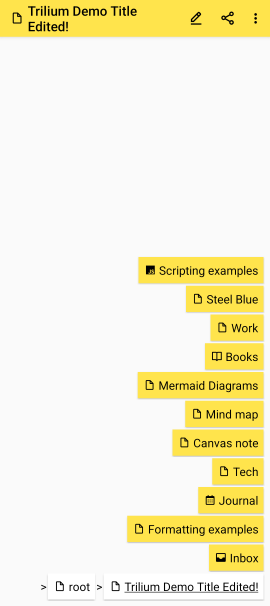 Trilium Demo Title
Edited!
Scripting examples
Steel Blue
Work
Books
Mermaid Diagrams
Mind map
Canvas note
Tech
Journal
Formatting examples
Inbox
> root > Trilium Demo Title Edited!